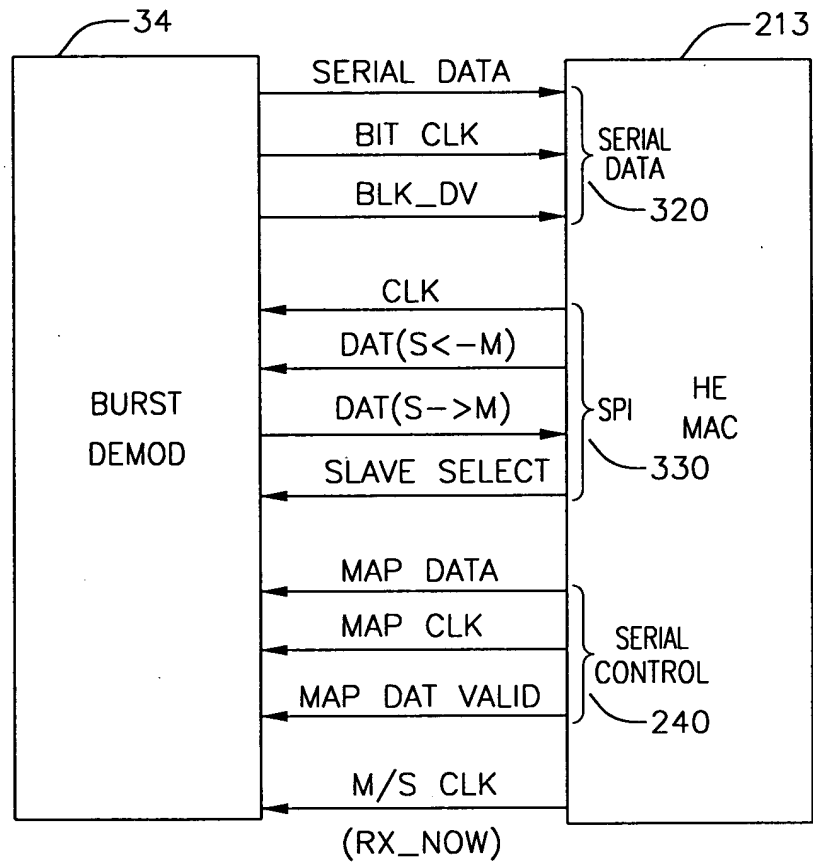 34
213
SERIAL DATA
BIT CLK
BLK_DV
SERIAL
DATA
320
CLK
DAT(S<-M)
DAT(S->M)
SLAVE SELECT
SPI
330
BURST
DEMOD
HE
MAC
MAP DATA
MAP CLK
MAP DAT VALID
SERIAL
CONTROL
240
M/S CLK
(RX_NOW)